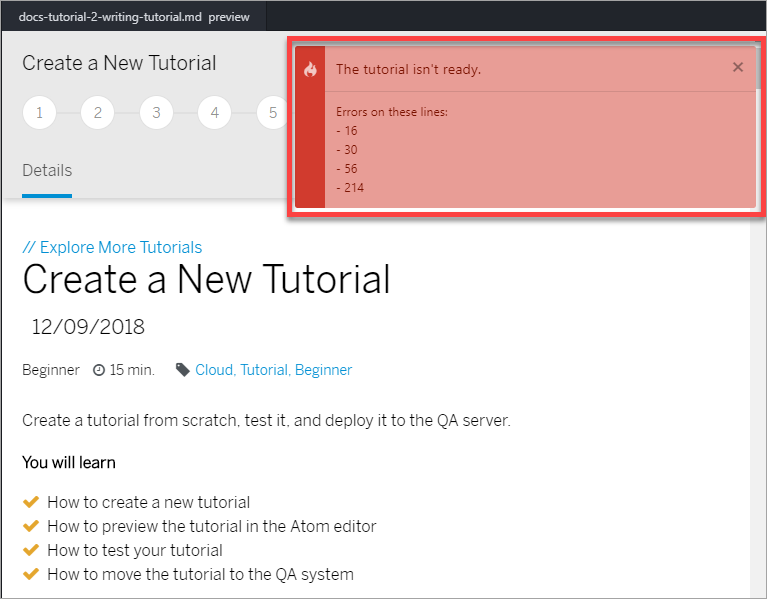 docs-tutorial-2-writing-tutorial.md preview
Create a New Tutorial
1 2 3 4 5
Details
The tutorial isn't ready. ×
Errors on these lines:
- 16
- 30
- 56
- 214
// Explore More Tutorials
Create a New Tutorial
12/09/2018
Beginner 15 min. Cloud, Tutorial, Beginner
Create a tutorial from scratch, test it, and deploy it to the QA server.
You will learn
How to create a new tutorial
How to preview the tutorial in the Atom editor
How to test your tutorial
How to move the tutorial to the QA system